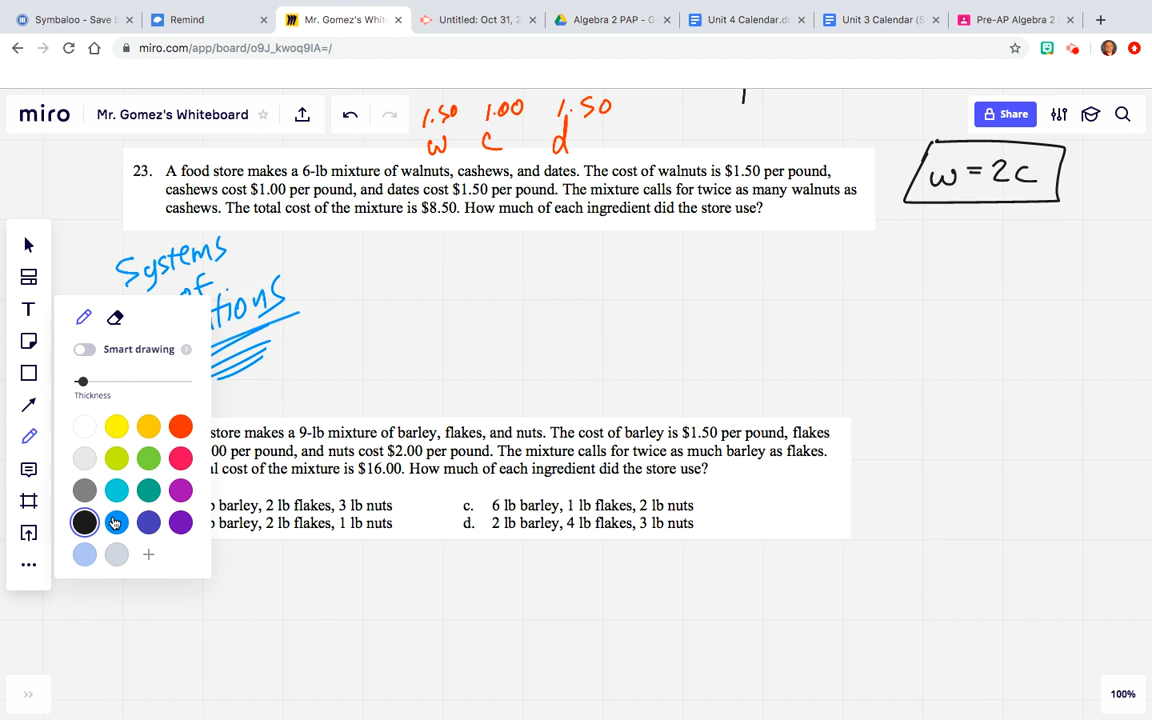 Symbaloo - Save b
Remind
Mr. Gomez's Whit
Untitled: Oct 31, 2
Algebra 2 PAP - G
Unit 4 Calendar.d
Unit 3 Calendar (S
Pre-AP Algebra 2
miro.com/app/board/o9J_kwoq9IA=/
miro
Mr. Gomez's Whiteboard
Share
1.50 1.00 1.50
w c d
w = 2c
23. A food store makes a 6-lb mixture of walnuts, cashews, and dates. The cost of walnuts is $1.50 per pound,
cashews cost $1.00 per pound, and dates cost $1.50 per pound. The mixture calls for twice as many walnuts as
cashews. The total cost of the mixture is $8.50. How much of each ingredient did the store use?
Systems
of
tions
T
Smart drawing
Thickness
store makes a 9-lb mixture of barley, flakes, and nuts. The cost of barley is $1.50 per pound, flakes
00 per pound, and nuts cost $2.00 per pound. The mixture calls for twice as much barley as flakes.
l cost of the mixture is $16.00. How much of each ingredient did the store use?
barley, 2 lb flakes, 3 lb nuts
c. 6 lb barley, 1 lb flakes, 2 lb nuts
barley, 2 lb flakes, 1 lb nuts
d. 2 lb barley, 4 lb flakes, 3 lb nuts
100%